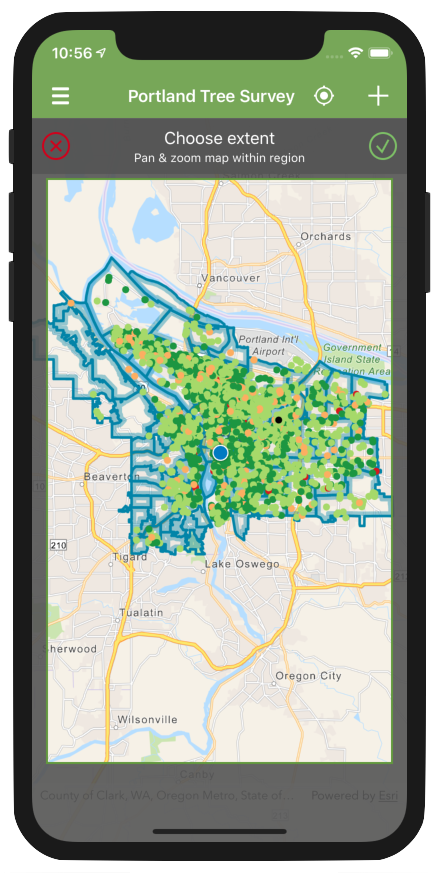 10:56
Portland Tree Survey
Choose extent
Pan & zoom map within region
Orchards
Vancouver
Portland Int'l
Airport
Government
Island State
Recreation Area
Beaverton
210
Tigard
Lake Oswego
Tualatin
herwood
Oregon City
Wilsonville
Canby
County of Clark, WA, Oregon Metro, State of...
Powered by Esri